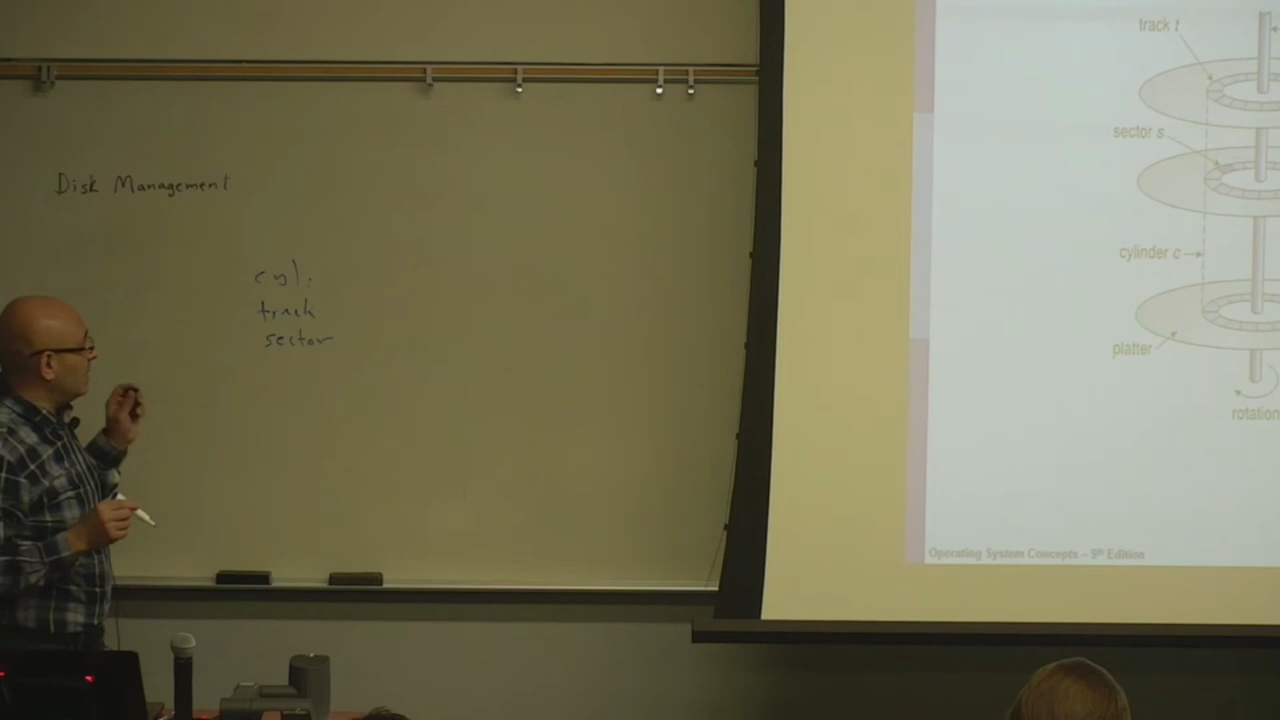 Disk Management
cyl.
track
sector
track t
sector s
cylinder c
platter
rotation
Operating System Concepts – 9th Edition